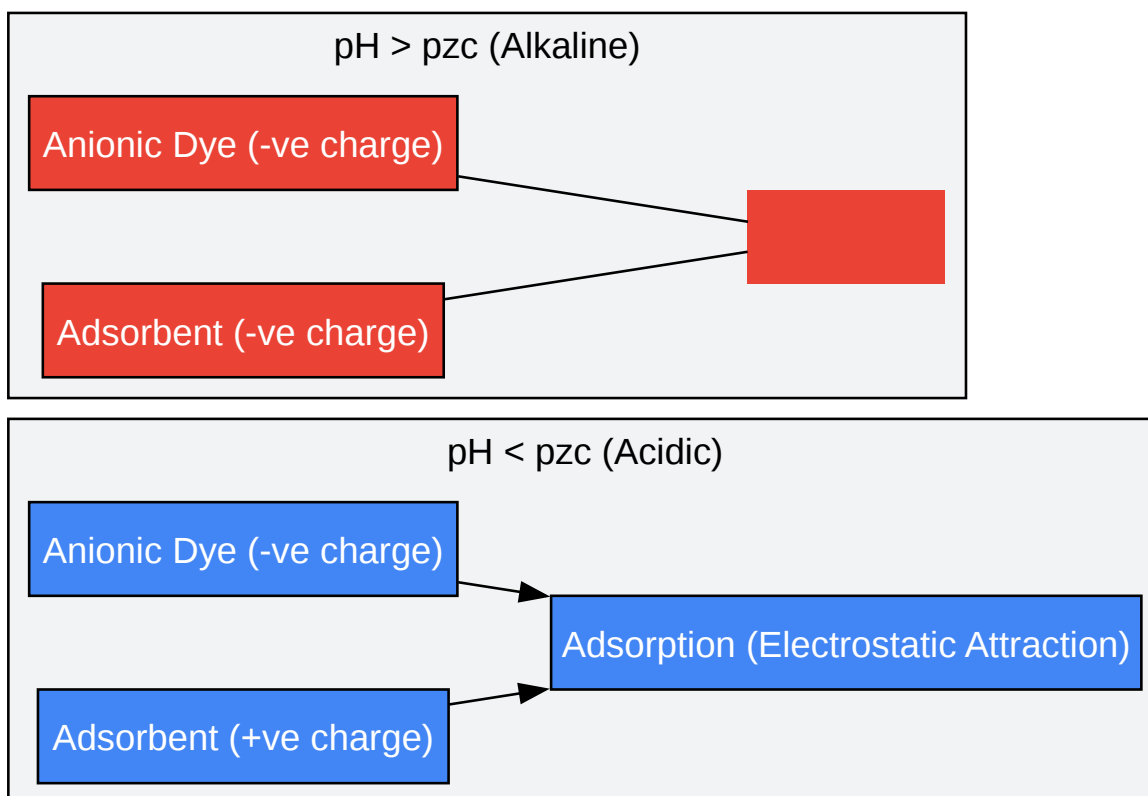 pH > pzc (Alkaline)
Anionic Dye (-ve charge)
Adsorbent (-ve charge)
pH < pzc (Acidic)
Anionic Dye (-ve charge)
Adsorption (Electrostatic Attraction)
Adsorbent (+ve charge)